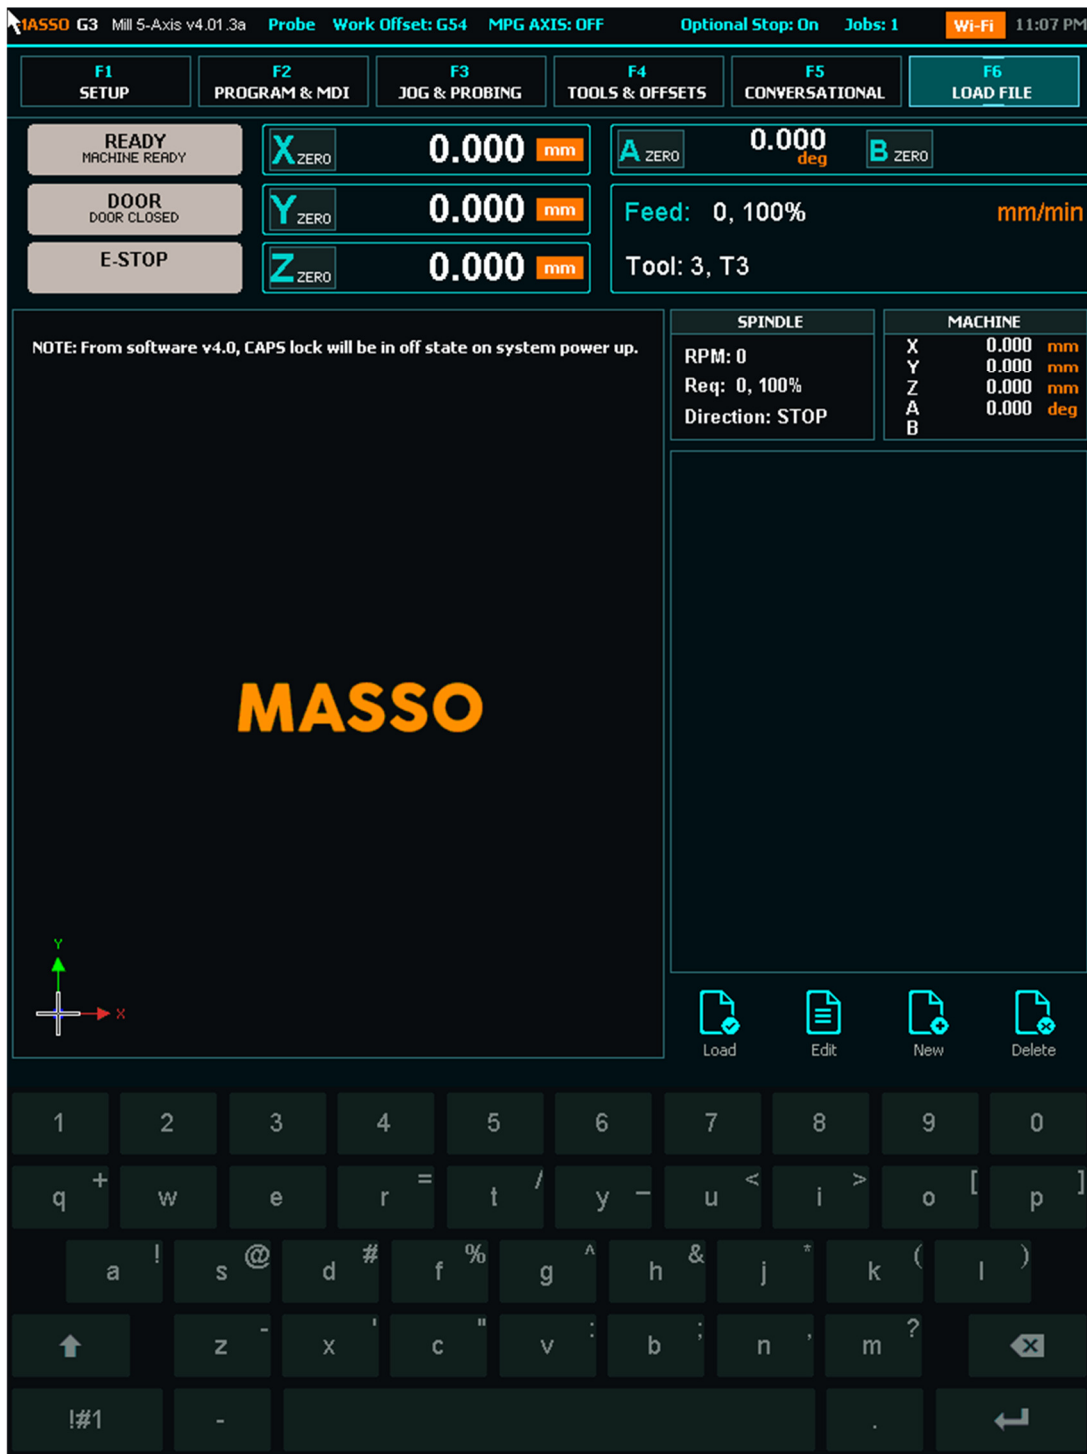 MASSO G3 Mill 5-Axis v4.01.3a Probe Work Offset: G54 MPG AXIS: OFF Optional Stop: On Jobs: 1 Wi-Fi 11:07 PM
F1 F2 F3 F4 F5 F6
SETUP PROGRAM & MDI JOG & PROBING TOOLS & OFFSETS CONVERSATIONAL LOAD FILE
READY
MACHINE READY
X ZERO 0.000 mm
A ZERO 0.000 deg B ZERO
DOOR
DOOR CLOSED
Y ZERO 0.000 mm
Feed: 0, 100% mm/min
E-STOP
Z ZERO 0.000 mm
Tool: 3, T3
NOTE: From software v4.0, CAPS lock will be in off state on system power up.
SPINDLE
RPM: 0
Req: 0, 100%
Direction: STOP
MACHINE
X 0.000 mm
Y 0.000 mm
Z 0.000 mm
A 0.000 deg
B
MASSO
Y
X
Load Edit New Delete
1 2 3 4 5 6 7 8 9 0
q + w e r = t / y _ u < i > o [ p ]
a ! s @ d # f % g ^ h & j * k ( l )
z - x ' c " v : b ; n , m ?
!#1 - .